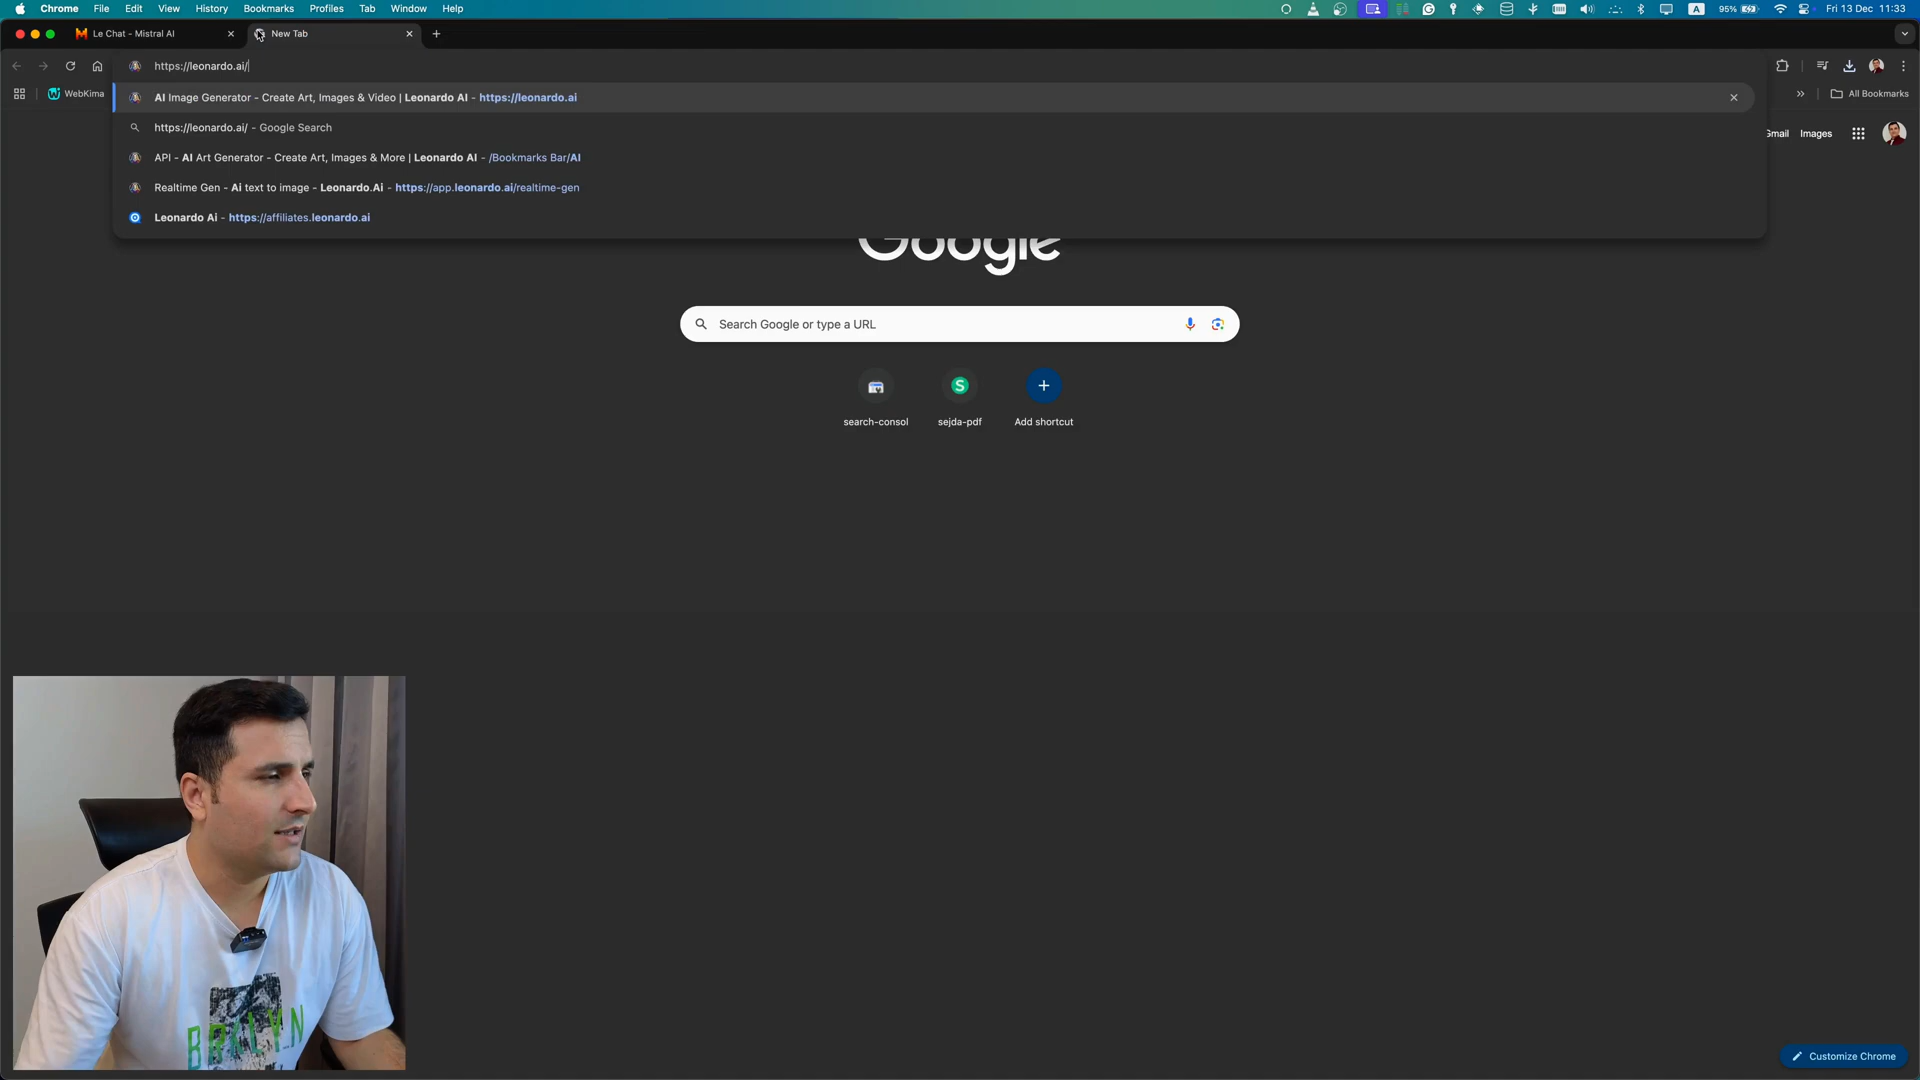 Chrome File Edit View History Bookmarks Profiles Tab Window Help
A 95% Fri 13 Dec 11:33
Le Chat - Mistral AI
New Tab
https://leonardo.ai/
WebKima
All Bookmarks
AI Image Generator - Create Art, Images & Video | Leonardo AI - https://leonardo.ai
https://leonardo.ai/ - Google Search
API - AI Art Generator - Create Art, Images & More | Leonardo AI - /Bookmarks Bar/AI
Realtime Gen - Ai text to image - Leonardo.Ai - https://app.leonardo.ai/realtime-gen
Leonardo Ai - https://affiliates.leonardo.ai
Gmail Images
Google
Search Google or type a URL
S
search-consol
sejda-pdf
Add shortcut
BRKLYN
Customize Chrome